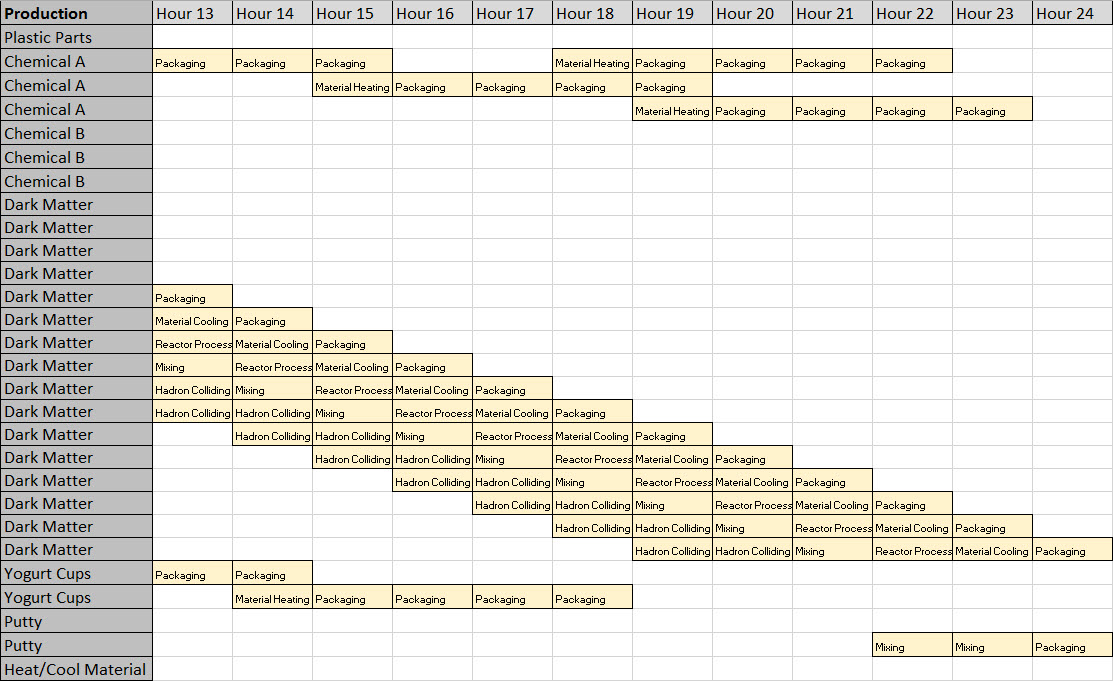 Production Hour 13 Hour 14 Hour 15 Hour 16 Hour 17 Hour 18 Hour 19 Hour 20 Hour 21 Hour 22 Hour 23 Hour 24
Plastic Parts
Chemical A Packaging Packaging Packaging Material Heating Packaging Packaging Packaging Packaging
Chemical A Material Heating Packaging Packaging Packaging Packaging
Chemical A Material Heating Packaging Packaging Packaging Packaging
Chemical B
Chemical B
Chemical B
Dark Matter
Dark Matter
Dark Matter
Dark Matter
Dark Matter Packaging
Dark Matter Material Cooling Packaging
Dark Matter Reactor Process Material Cooling Packaging
Dark Matter Mixing Reactor Process Material Cooling Packaging
Dark Matter Hadron Colliding Mixing Reactor Process Material Cooling Packaging
Dark Matter Hadron Colliding Hadron Colliding Mixing Reactor Process Material Cooling Packaging
Dark Matter Hadron Colliding Hadron Colliding Mixing Reactor Process Material Cooling Packaging
Dark Matter Hadron Colliding Hadron Colliding Mixing Reactor Process Material Cooling Packaging
Dark Matter Hadron Colliding Hadron Colliding Mixing Reactor Process Material Cooling Packaging
Dark Matter Hadron Colliding Hadron Colliding Mixing Reactor Process Material Cooling Packaging
Dark Matter Hadron Colliding Hadron Colliding Mixing Reactor Process Material Cooling Packaging
Dark Matter Hadron Colliding Hadron Colliding Mixing Reactor Process Material Cooling Packaging
Yogurt Cups Packaging Packaging
Yogurt Cups Material Heating Packaging Packaging Packaging Packaging
Putty
Putty Mixing Mixing Packaging
Heat/Cool Material